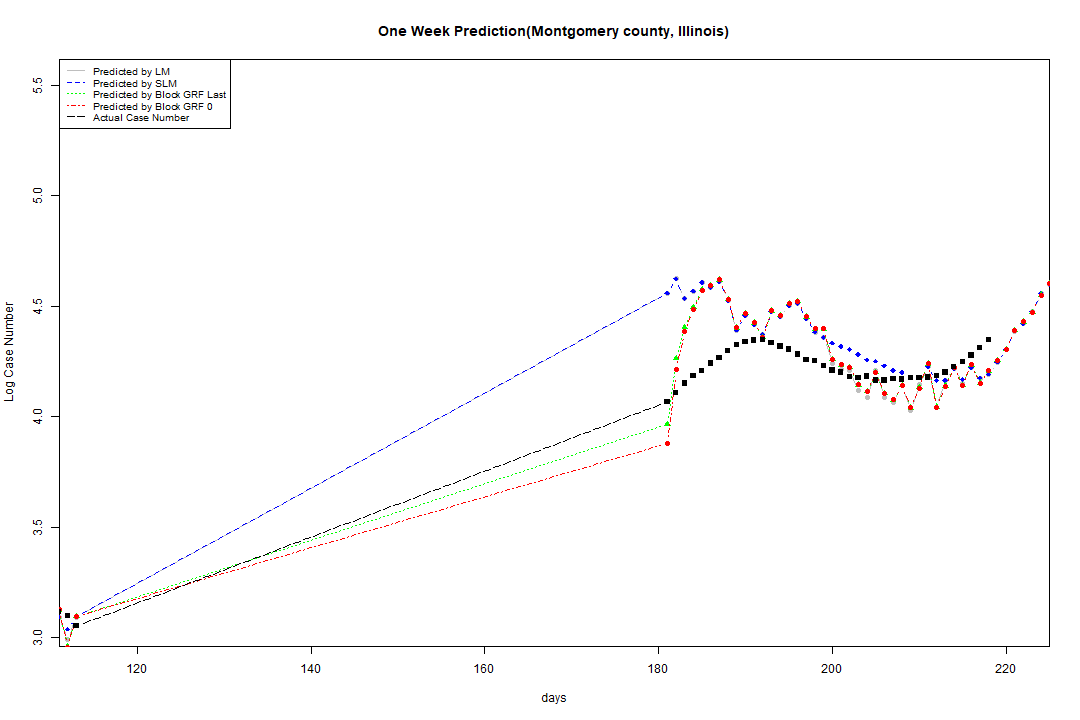 One Week Prediction(Montgomery county, Illinois)
Predicted by LM
Predicted by SLM
Predicted by Block GRF Last
Predicted by Block GRF 0
Actual Case Number
5.5
5.0
4.5
4.0
3.5
3.0
Log Case Number
120 140 160 180 200 220
days